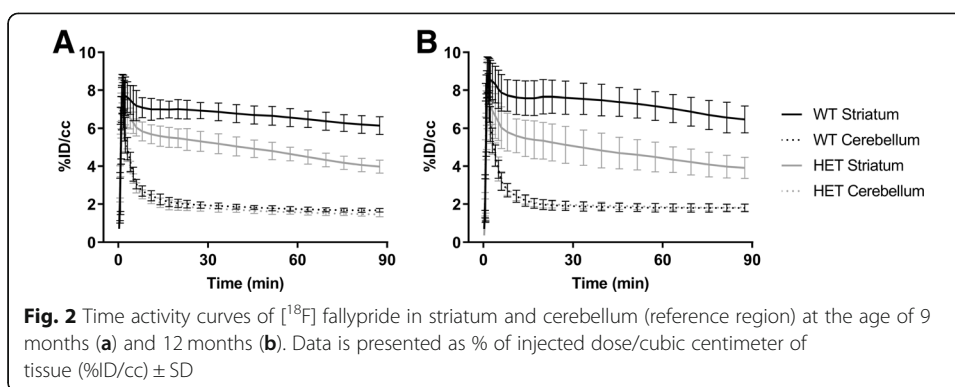 A
B
10
8
6
4
2
0
%ID/cc
0
30
60
90
Time (min)
10
8
6
4
2
0
%ID/cc
0
30
60
90
Time (min)
WT Striatum
WT Cerebellum
HET Striatum
HET Cerebellum
Fig. 2 Time activity curves of [¹⁸F] fallypride in striatum and cerebellum (reference region) at the age of 9
months (a) and 12 months (b). Data is presented as % of injected dose/cubic centimeter of
tissue (%ID/cc) ± SD